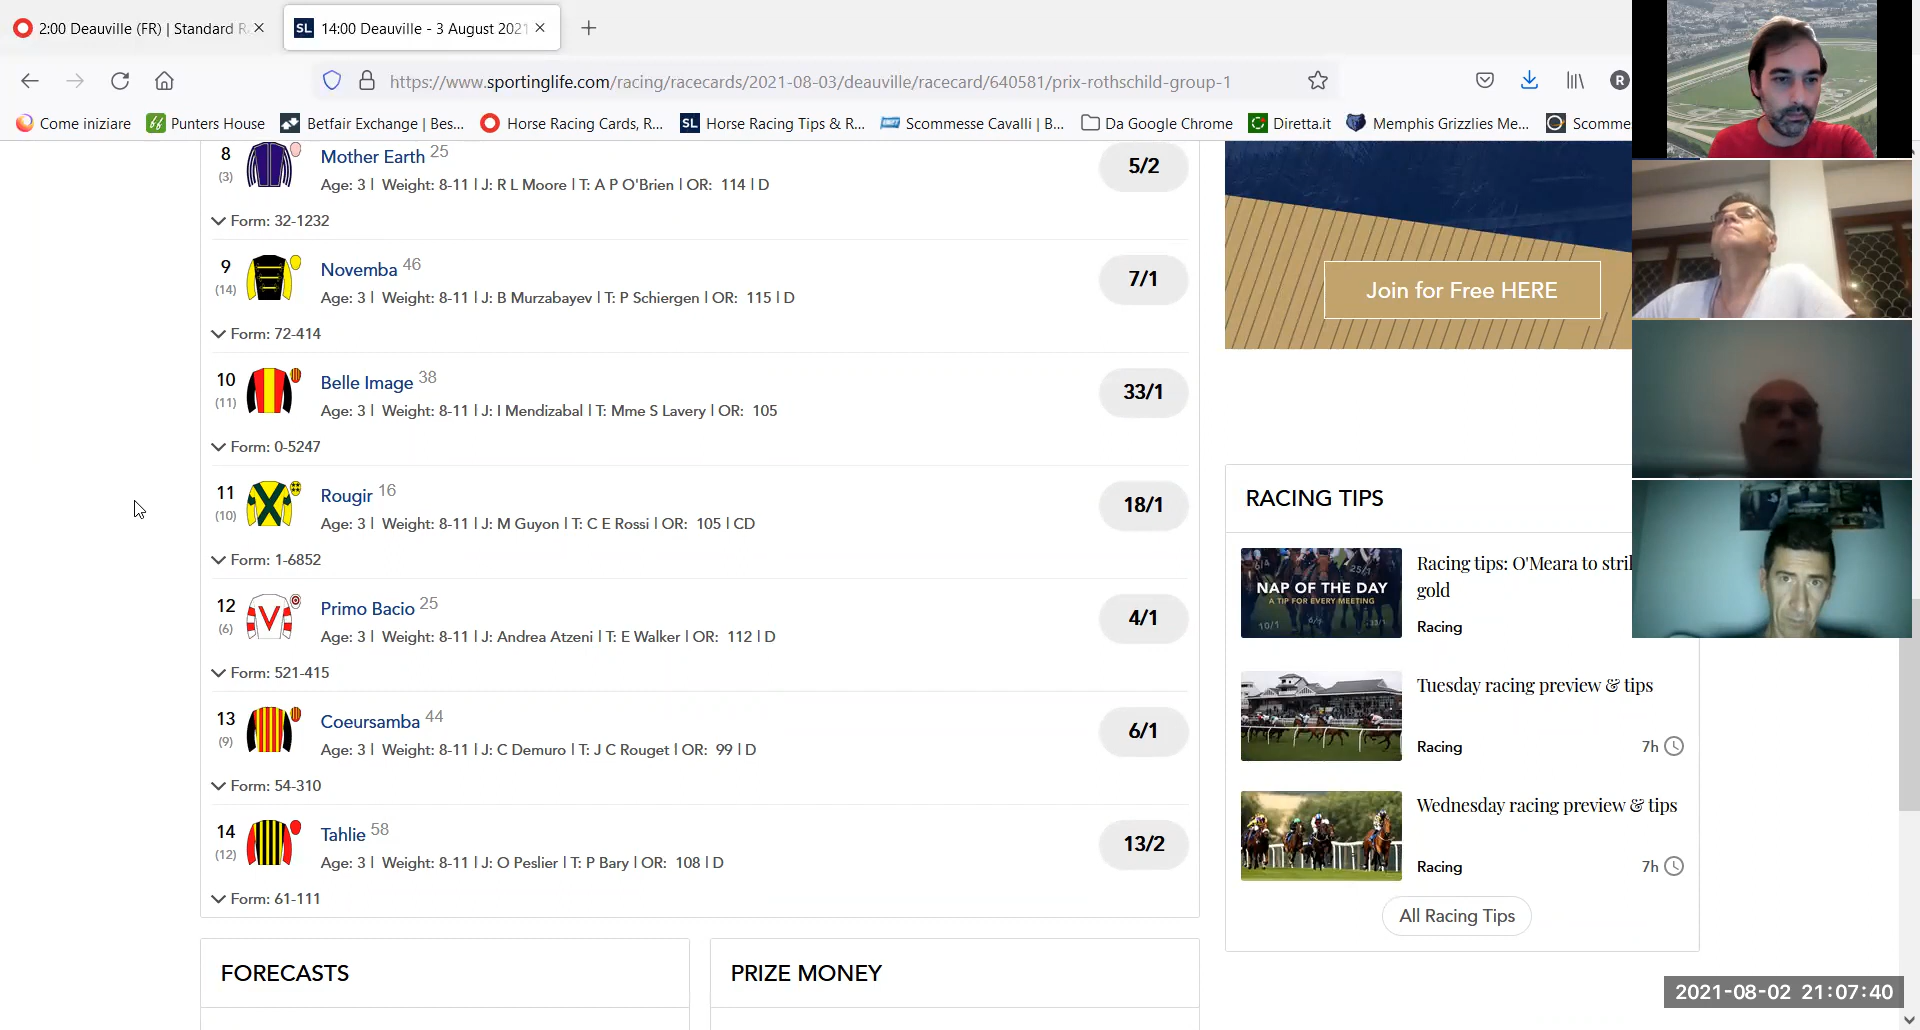 2:00 Deauville (FR) | Standard R
SL 14:00 Deauville - 3 August 2021
https://www.sportinglife.com/racing/racecards/2021-08-03/deauville/racecard/640581/prix-rothschild-group-1
R
Come iniziare
Punters House
Betfair Exchange | Bes...
Horse Racing Cards, R...
SL Horse Racing Tips & R...
Scommesse Cavalli | B...
Da Google Chrome
Diretta.it
Memphis Grizzlies Me...
Scomme
8 Mother Earth 25 5/2
(3) Age: 3 | Weight: 8-11 | J: R L Moore | T: A P O'Brien | OR: 114 | D
Form: 32-1232
9 Novemba 46 7/1
(14) Age: 3 | Weight: 8-11 | J: B Murzabayev | T: P Schiergen | OR: 115 | D
Form: 72-414
10 Belle Image 38 33/1
(11) Age: 3 | Weight: 8-11 | J: I Mendizabal | T: Mme S Lavery | OR: 105
Form: 0-5247
11 Rougir 16 18/1
(10) Age: 3 | Weight: 8-11 | J: M Guyon | T: C E Rossi | OR: 105 | CD
Form: 1-6852
12 Primo Bacio 25 4/1
(6) Age: 3 | Weight: 8-11 | J: Andrea Atzeni | T: E Walker | OR: 112 | D
Form: 521-415
13 Coeursamba 44 6/1
(9) Age: 3 | Weight: 8-11 | J: C Demuro | T: J C Rouget | OR: 99 | D
Form: 54-310
14 Tahlie 58 13/2
(12) Age: 3 | Weight: 8-11 | J: O Peslier | T: P Bary | OR: 108 | D
Form: 61-111
FORECASTS
PRIZE MONEY
Join for Free HERE
RACING TIPS
NAP OF THE DAY
A TIP FOR EVERY MEETING
Racing tips: O'Meara to stri
gold
Racing
Tuesday racing preview & tips
Racing 7h
Wednesday racing preview & tips
Racing 7h
All Racing Tips
2021-08-02 21:07:40